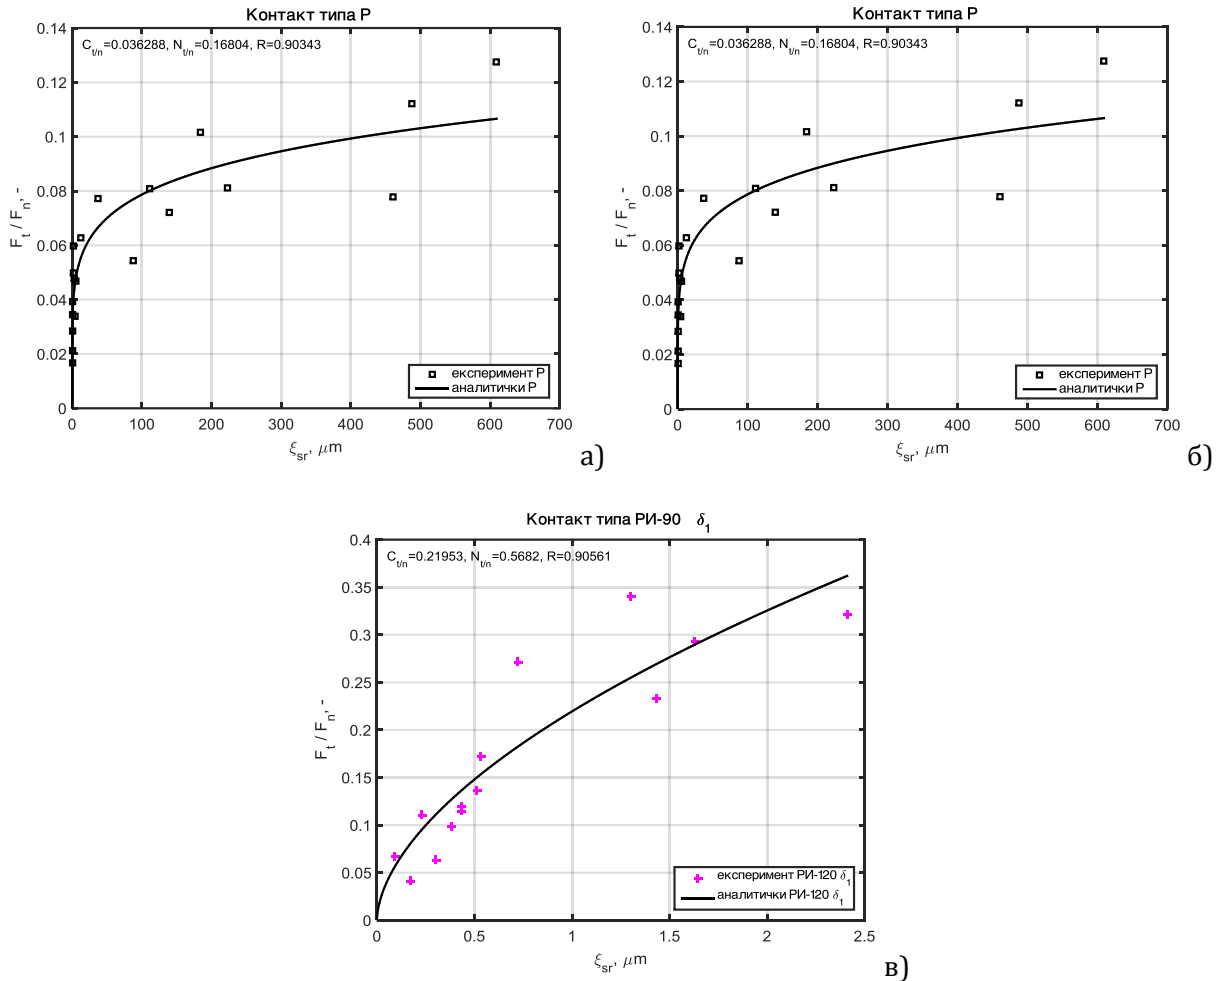 Контакт типа Р
C_t/n=0.036288, N_t/n=0.16804, R=0.90343
0.14
0.12
0.1
0.08
0.06
0.04
0.02
0
F_t / F_n, -
експеримент Р
аналитички Р
0 100 200 300 400 500 600 700
ξ_sr, μm
а)
Контакт типа Р
C_t/n=0.036288, N_t/n=0.16804, R=0.90343
0.14
0.12
0.1
0.08
0.06
0.04
0.02
0
F_t / F_n, -
експеримент Р
аналитички Р
0 100 200 300 400 500 600 700
ξ_sr, μm
б)
Контакт типа РИ-90 δ_1
C_t/n=0.21953, N_t/n=0.5682, R=0.90561
0.4
0.35
0.3
0.25
0.2
0.15
0.1
0.05
0
F_t / F_n, -
експеримент РИ-120 δ_1
аналитички РИ-120 δ_1
0 0.5 1 1.5 2 2.5
ξ_sr, μm
в)